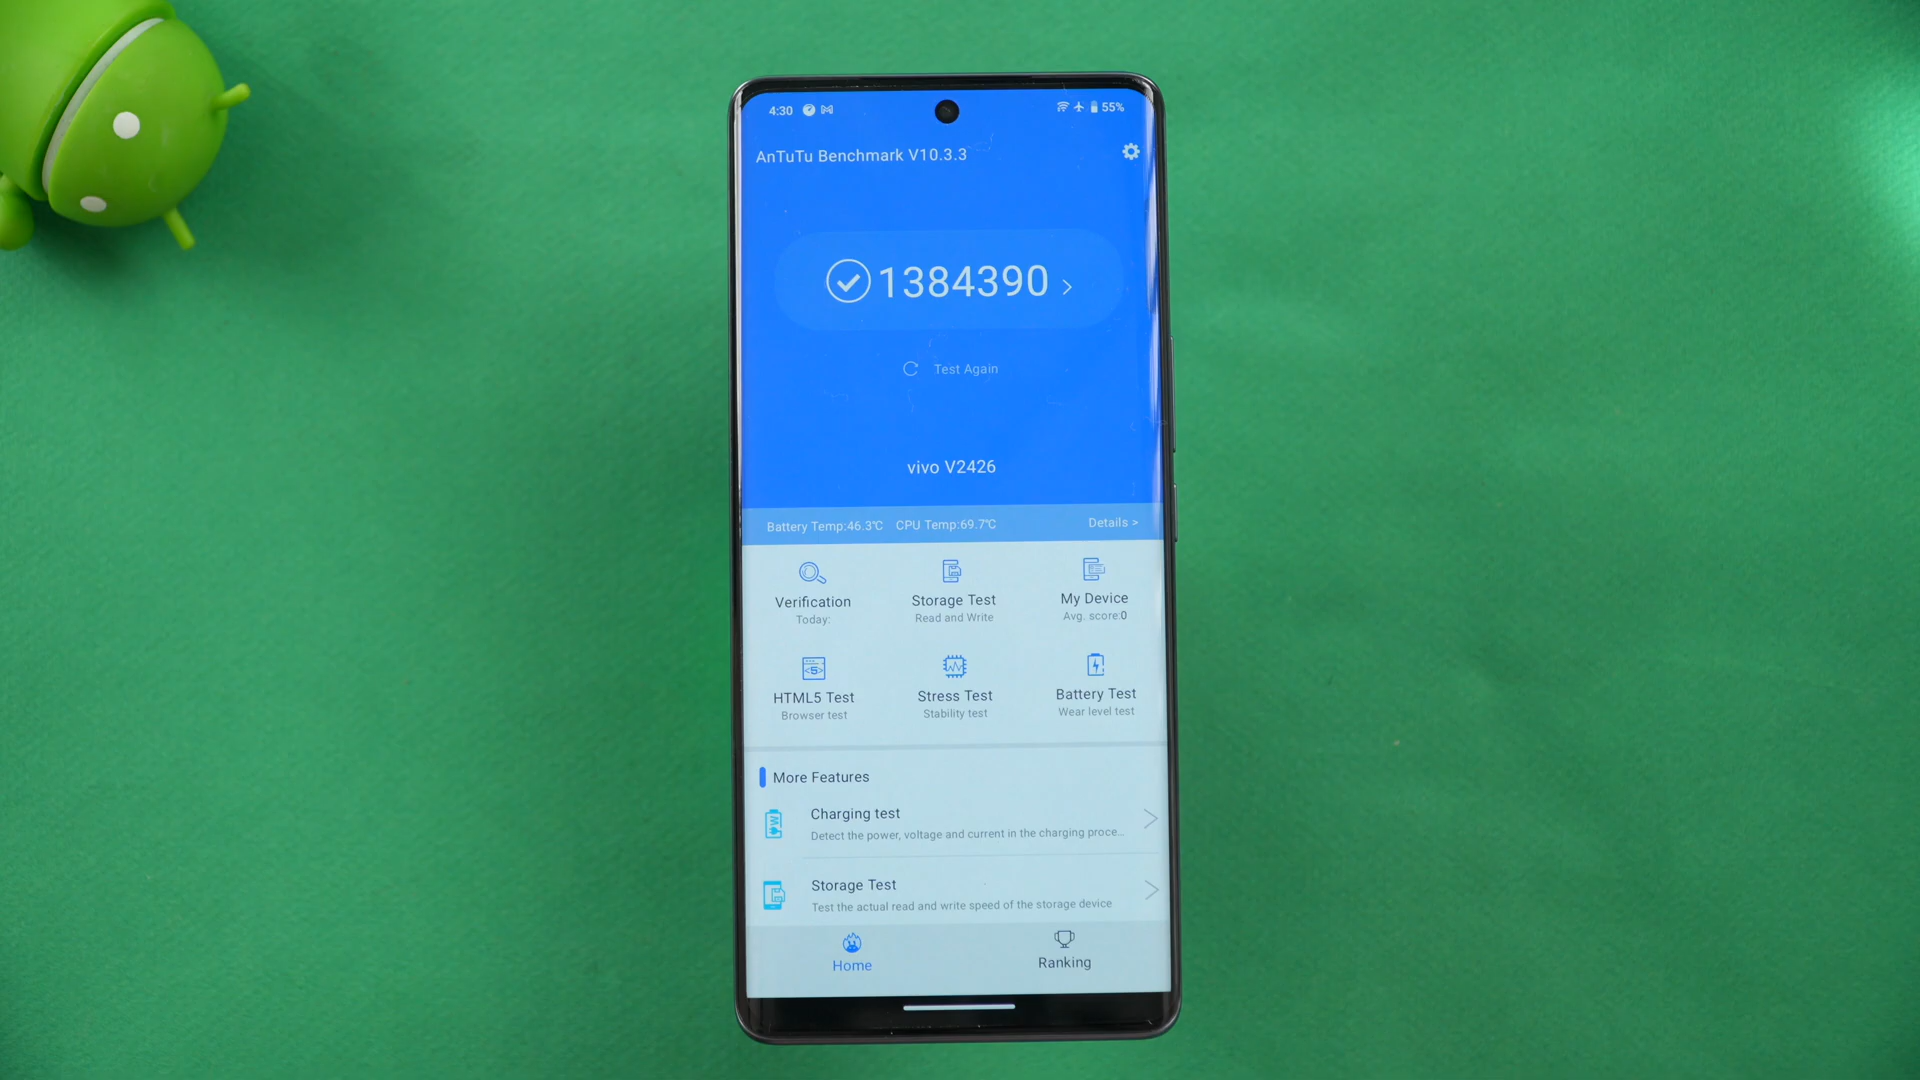 4:30 55%
AnTuTu Benchmark V10.3.3
1384390 >
Test Again
vivo V2426
Battery Temp:46.3℃ CPU Temp:69.7℃ Details >
Verification Storage Test My Device
Today: Read and Write Avg. score:0
HTML5 Test Stress Test Battery Test
Browser test Stability test Wear level test
More Features
Charging test
Detect the power, voltage and current in the charging proce...
Storage Test
Test the actual read and write speed of the storage device
Home Ranking